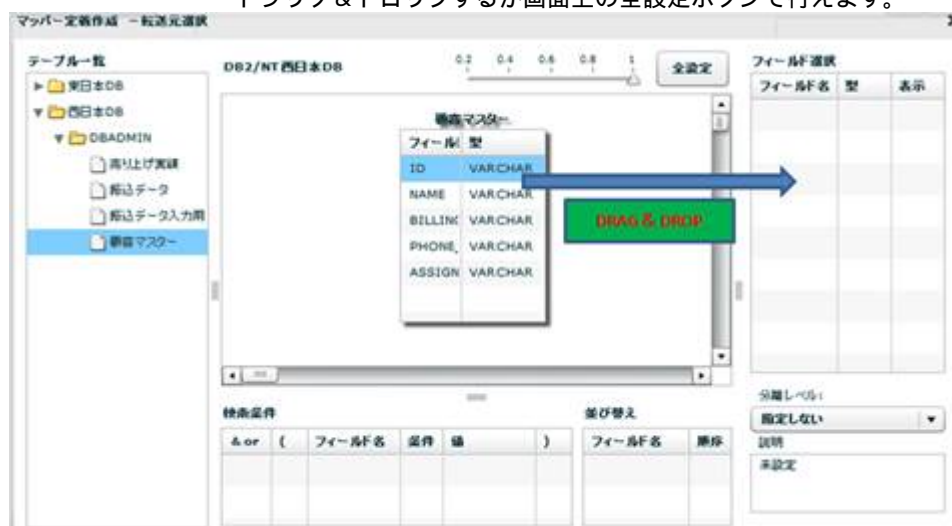 ドラッグ＆ドロップするか画面上の全設定ボタンで行えます。
マッパー定義作成 －転送元選択
テーブル一覧
東日本DB
西日本DB
DBADMIN
売り上げ実績
振込データ
振込データ入力用
顧客マスター
DB2/NT西日本DB
0.2 0.4 0.6 0.8 1
全設定
顧客マスター
フィール 型
ID VARCHAR
NAME VARCHAR
BILLING VARCHAR
PHONE_ VARCHAR
ASSIGN VARCHAR
DRAG & DROP
フィールド選択
フィールド名 型 表示
検索条件
& or ( フィールド名 条件 値 )
並び替え
フィールド名 順序
分離レベル:
指定しない
説明
未設定